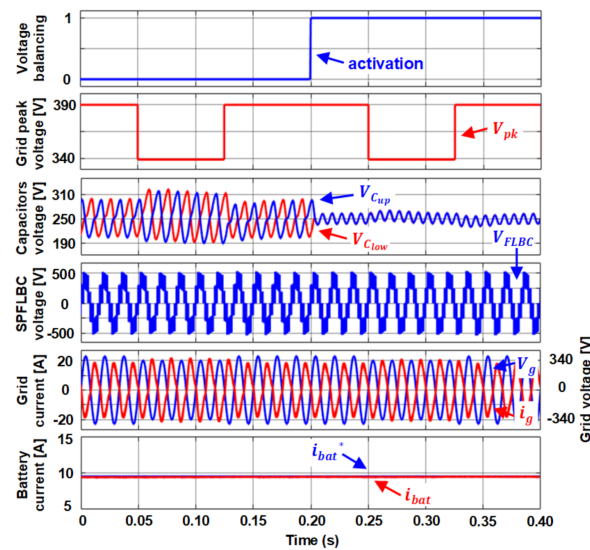 Voltage
balancing
1
0
activation
Grid peak
voltage [V]
390
340
V_pk
Capacitors
voltage [V]
310
250
190
V_Cup
V_Clow
SPFLBC
voltage [V]
500
0
-500
V_FLBC
Grid
current [A]
20
0
-20
V_g
i_g
340
0
-340
Grid voltage [V]
Battery
current [A]
15
10
5
i_bat*
i_bat
0 0.05 0.10 0.15 0.20 0.25 0.30 0.35 0.40
Time (s)